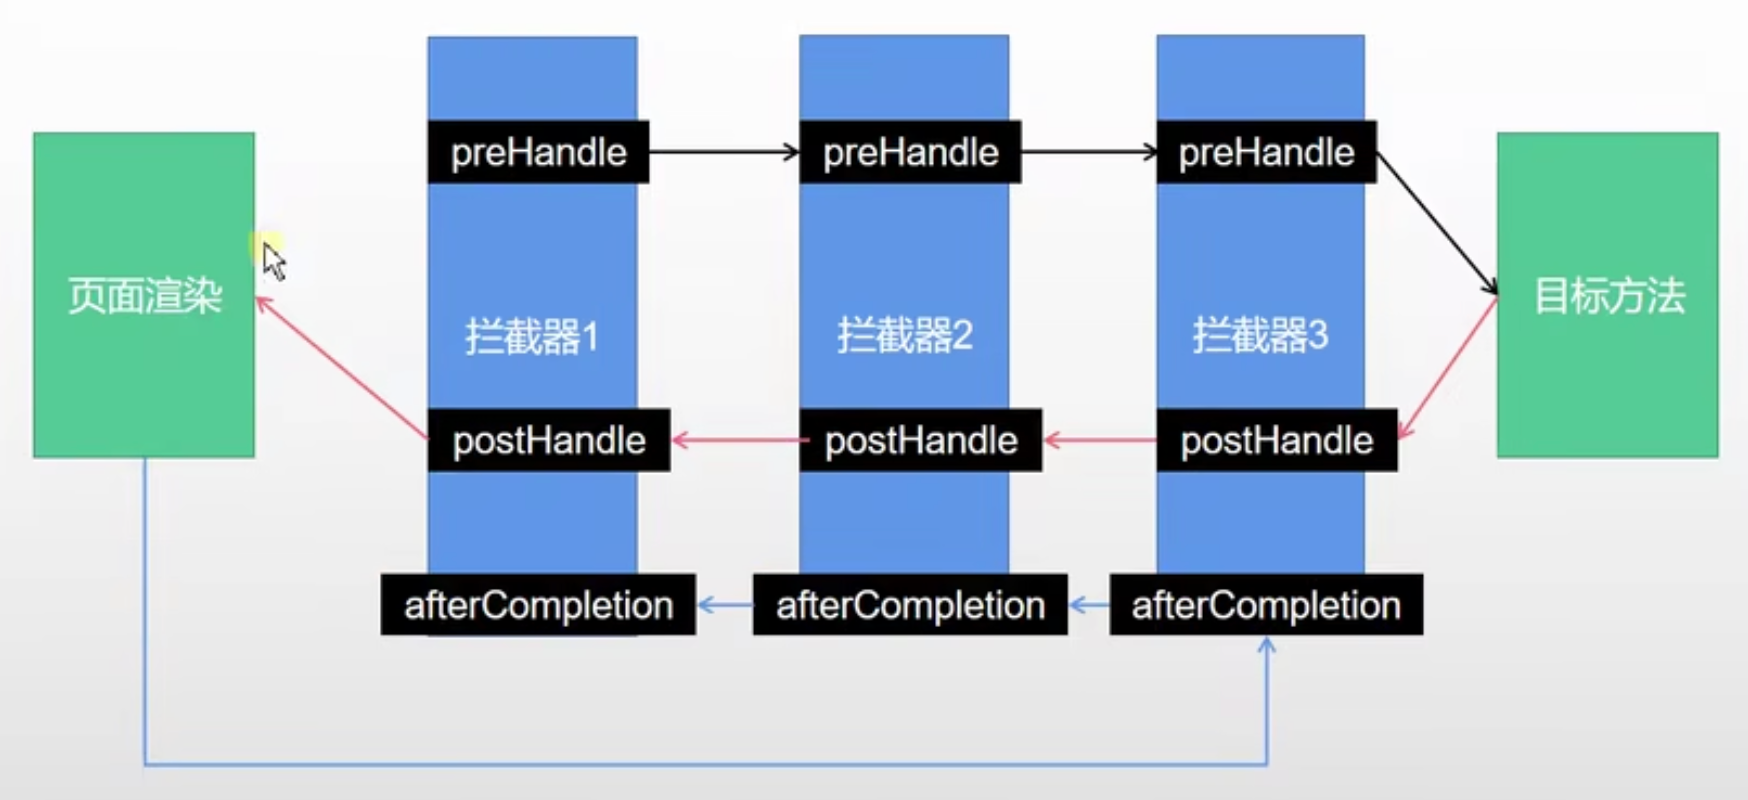 preHandle
preHandle
preHandle
页面渲染
拦截器1
拦截器2
拦截器3
目标方法
postHandle
postHandle
postHandle
afterCompletion
afterCompletion
afterCompletion